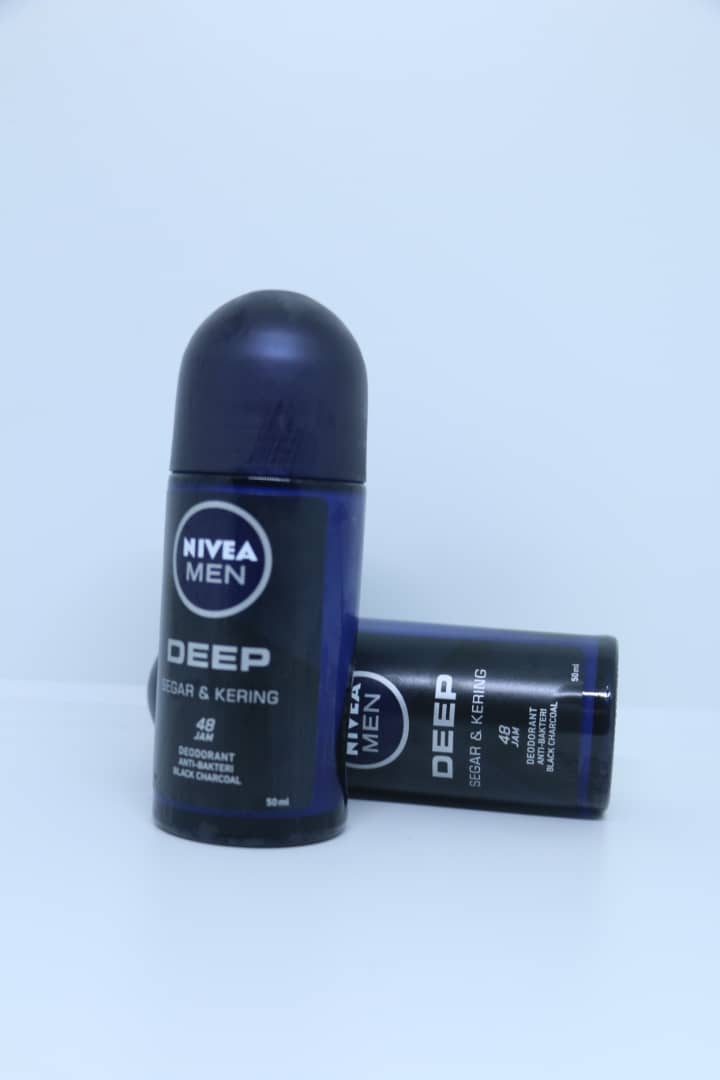 NIVEA
MEN
DEEP
SEGAR & KERING
48
JAM
DEODORANT
ANTI-BAKTERI
BLACK CHARCOAL
50ml
NIVEA
MEN
DEEP
SEGAR & KERING
48
JAM
DEODORANT
ANTI-BAKTERI
BLACK CHARCOAL
50ml